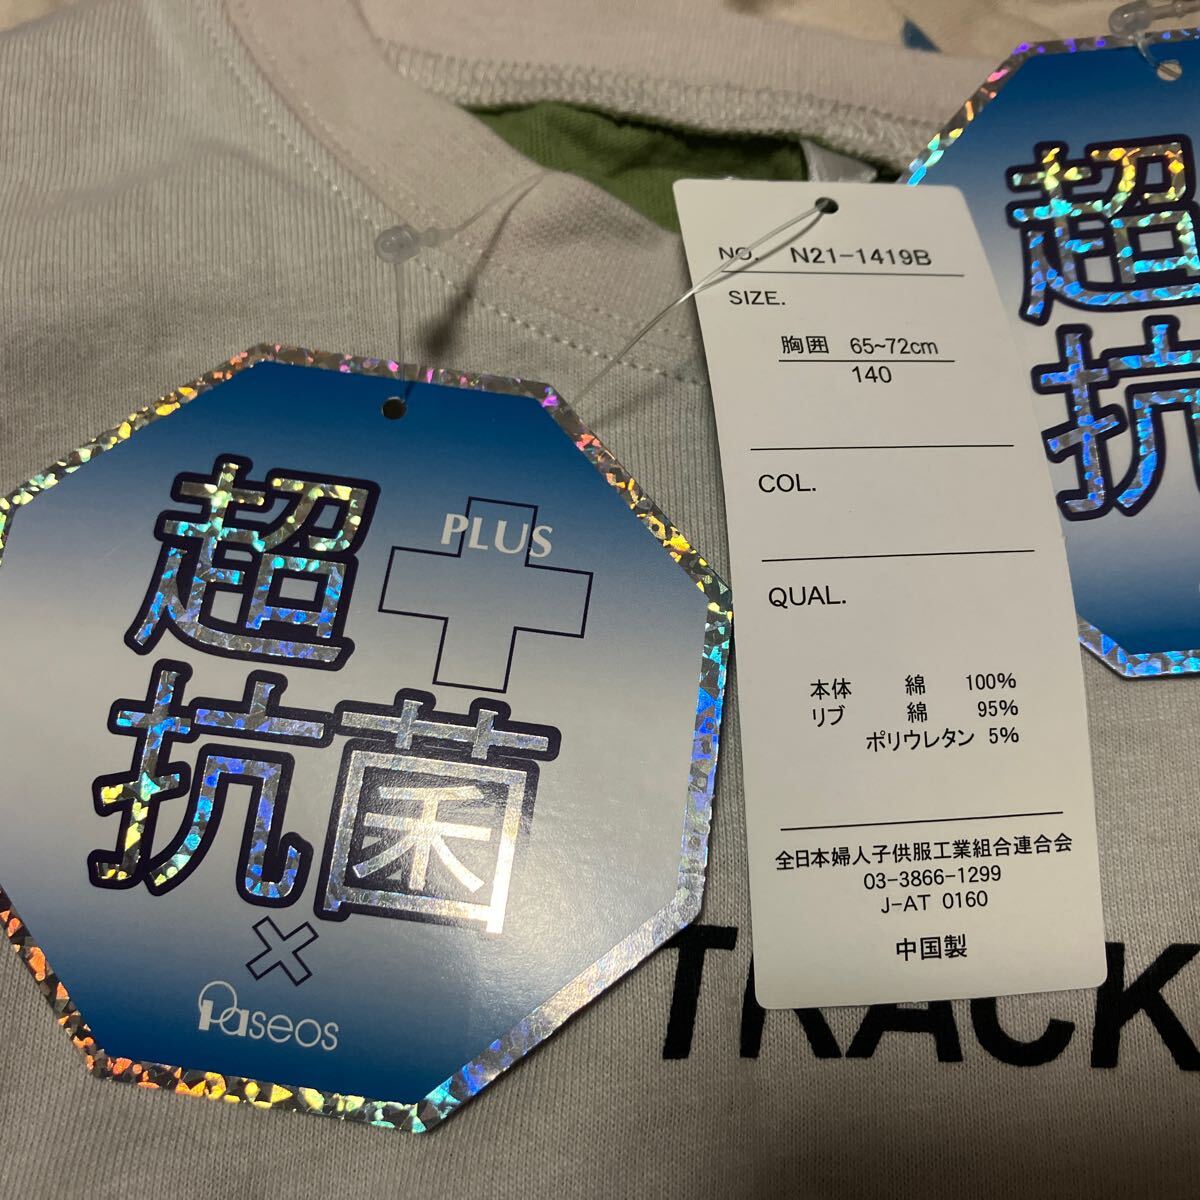 超
PLUS
抗菌
×
Paseos
NO. N21-1419B
SIZE.
胸囲 65~72cm
140
COL.
QUAL.
本体 綿 100%
リブ 綿 95%
ポリウレタン 5%
全日本婦人子供服工業組合連合会
03-3866-1299
J-AT 0160
中国製
超
抗
TRACK